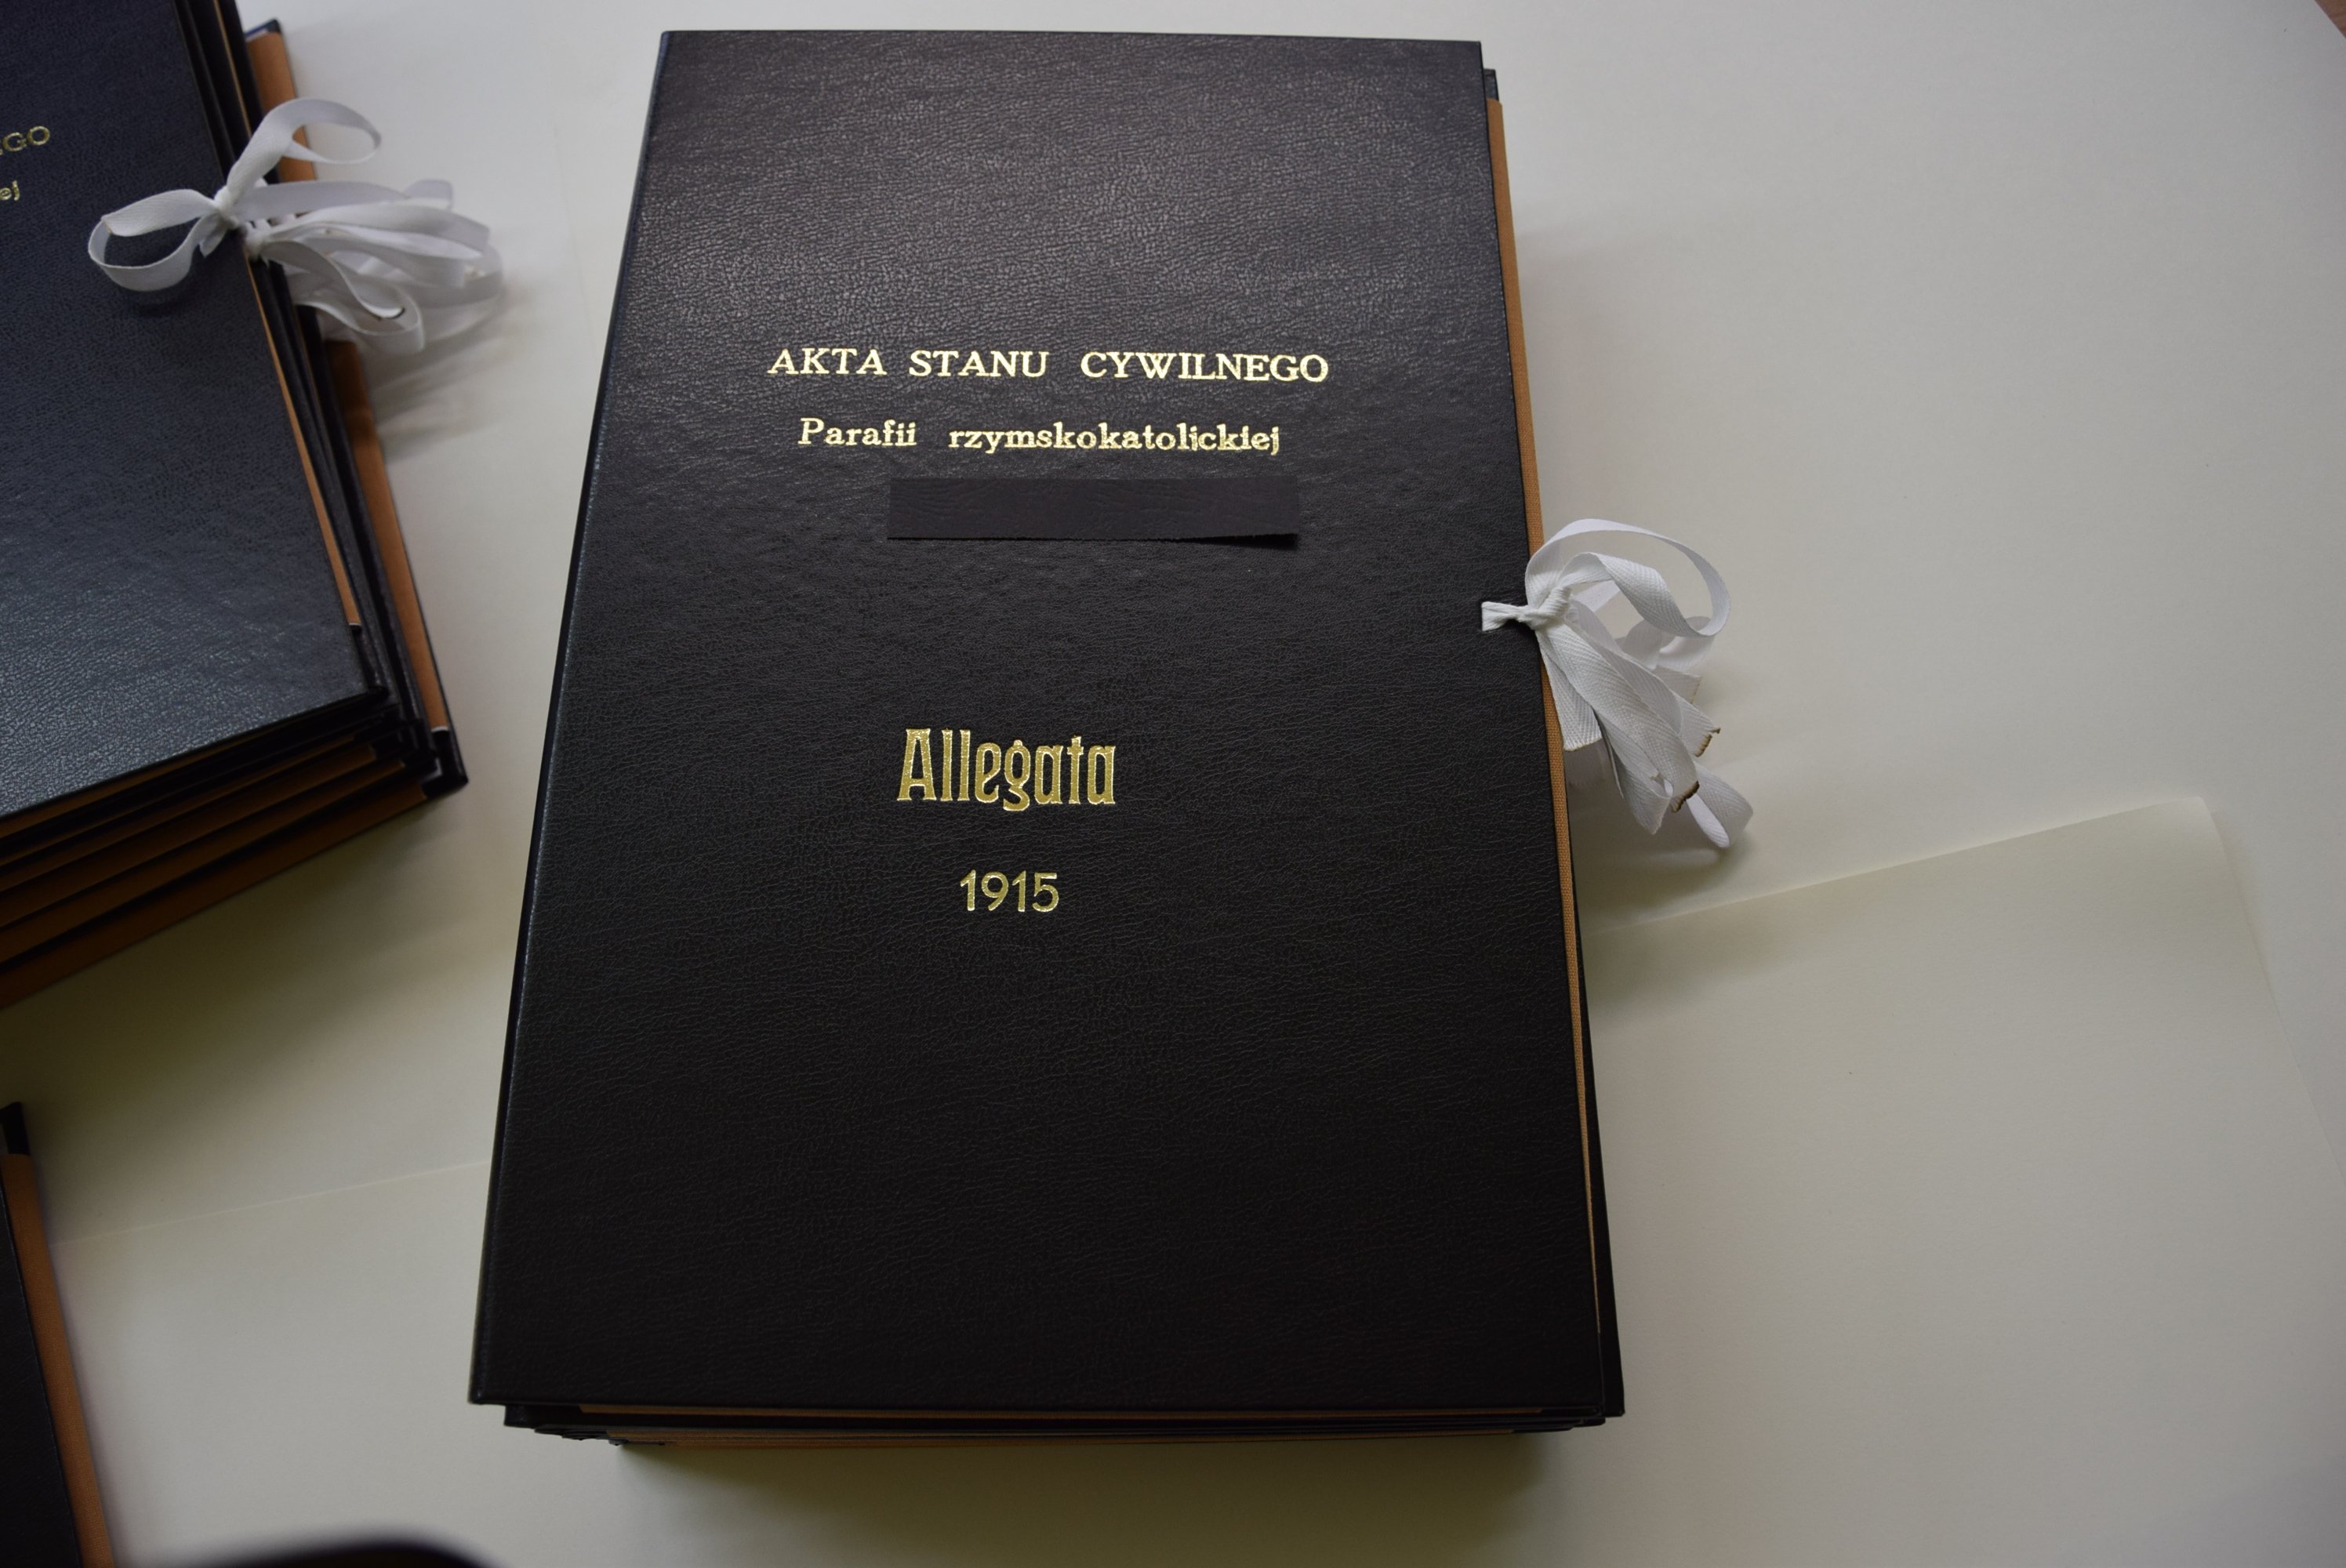 AKTA STANU CYWILNEGO
Parafii rzymskokatolickiej
Allegata
1915